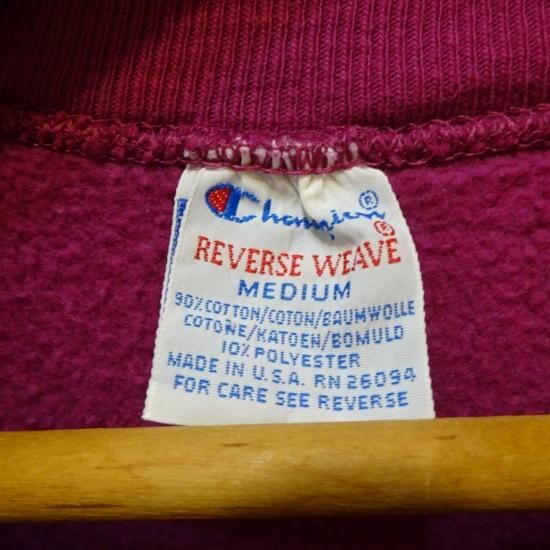 Champion ®
REVERSE WEAVE ®
MEDIUM
90% COTTON/COTON/BAUMWOLLE
COTONE/KATOEN/BOMULD
10% POLYESTER
MADE IN U.S.A. RN 26094
FOR CARE SEE REVERSE